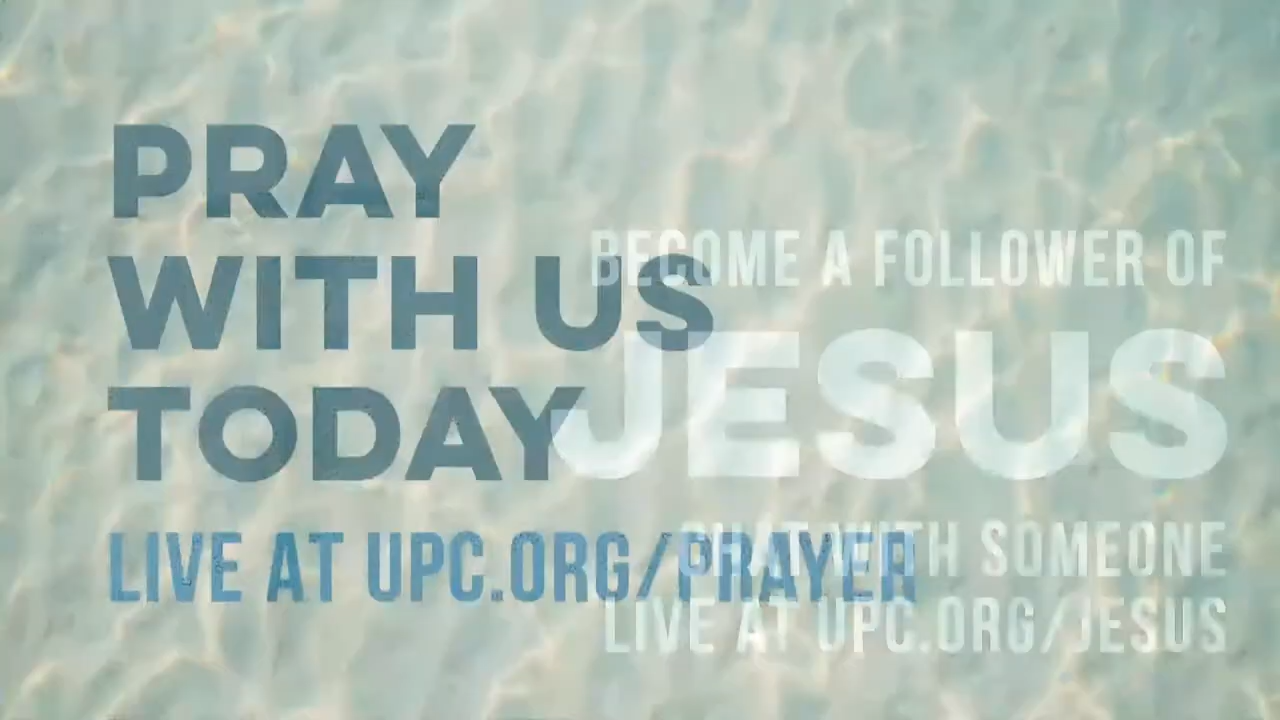 PRAY
WITH US
TODAY
LIVE AT UPC.ORG/PRAYER
BECOME A FOLLOWER OF
JESUS
CHAT WITH SOMEONE
LIVE AT UPC.ORG/JESUS